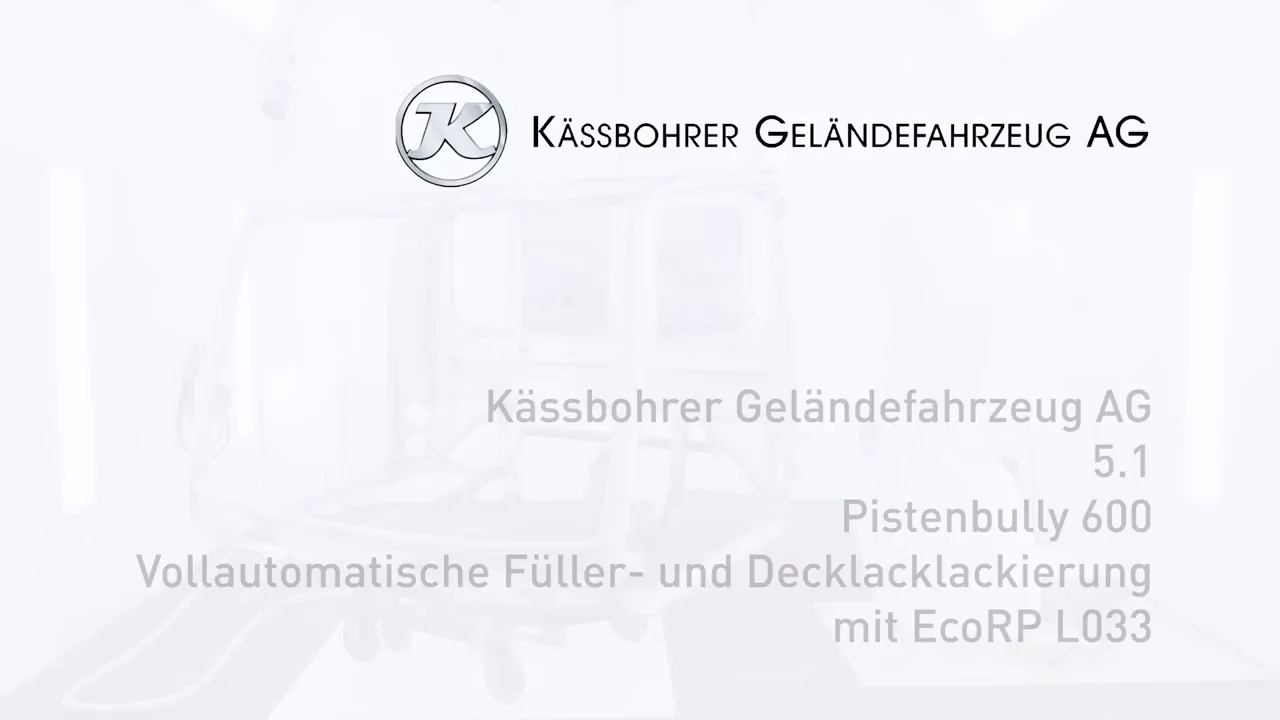 K KÄSSBOHRER GELÄNDEFAHRZEUG AG
Kässbohrer Geländefahrzeug AG
5.1
Pistenbully 600
Vollautomatische Füller- und Decklacklackierung
mit EcoRP L033